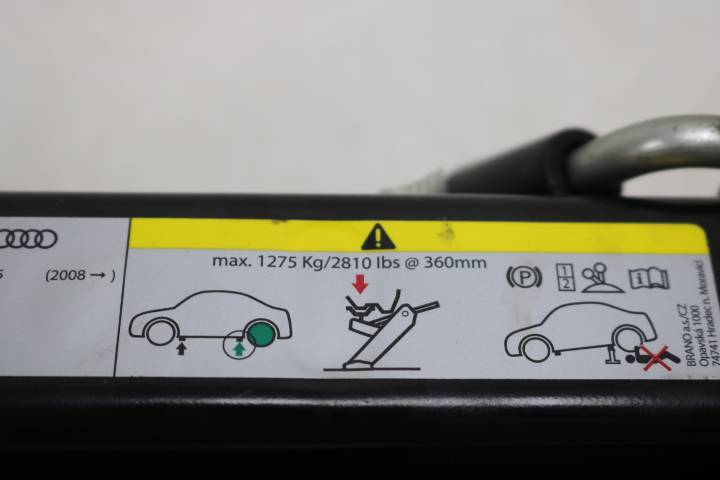 (2008 → )
max. 1275 Kg/2810 lbs @ 360mm
(P)
1
2
i
BRANO a.s./CZ
Opavská 1000
74741 Hradec n. Moravicí